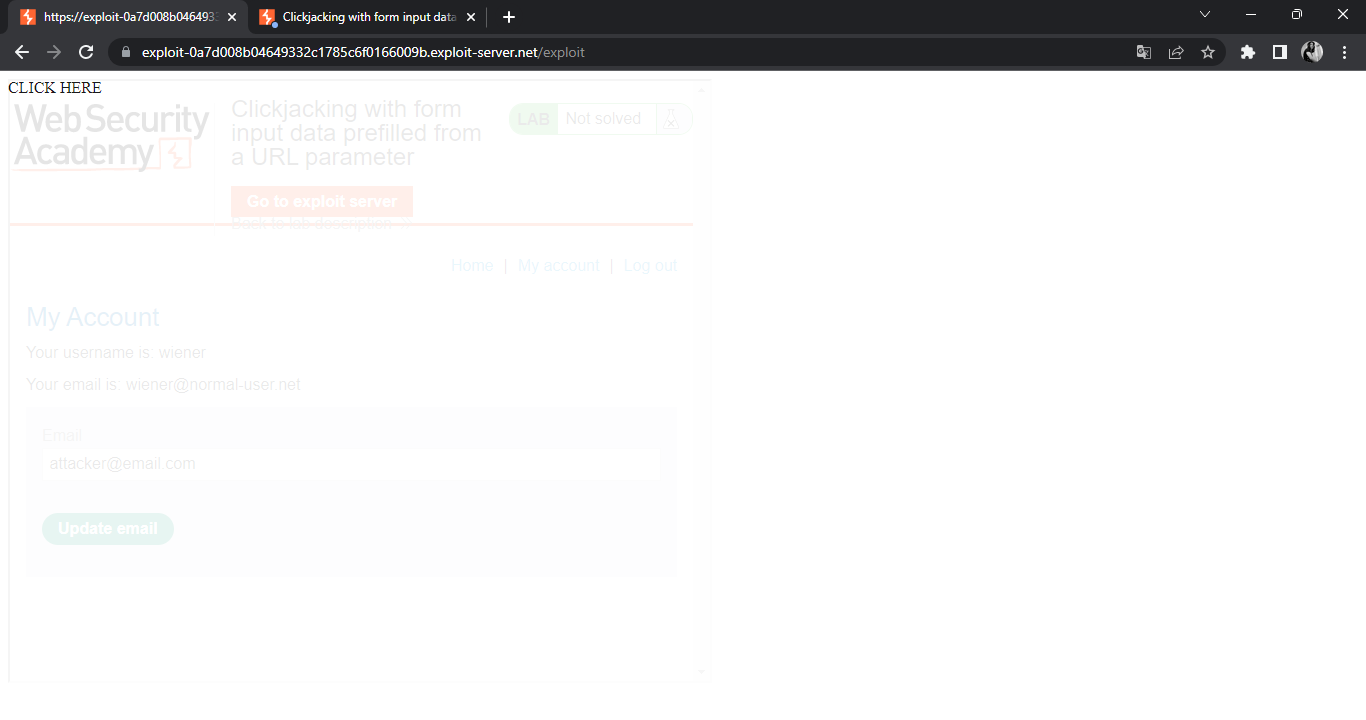 https://exploit-0a7d008b0464933
Clickjacking with form input data
exploit-0a7d008b04649332c1785c6f0166009b.exploit-server.net/exploit
CLICK HERE
Web Security
Academy
Clickjacking with form
input data prefilled from
a URL parameter
LAB Not solved
Go to exploit server
Back to lab description
Home | My account | Log out
My Account
Your username is: wiener
Your email is: wiener@normal-user.net
Email
attacker@email.com
Update email